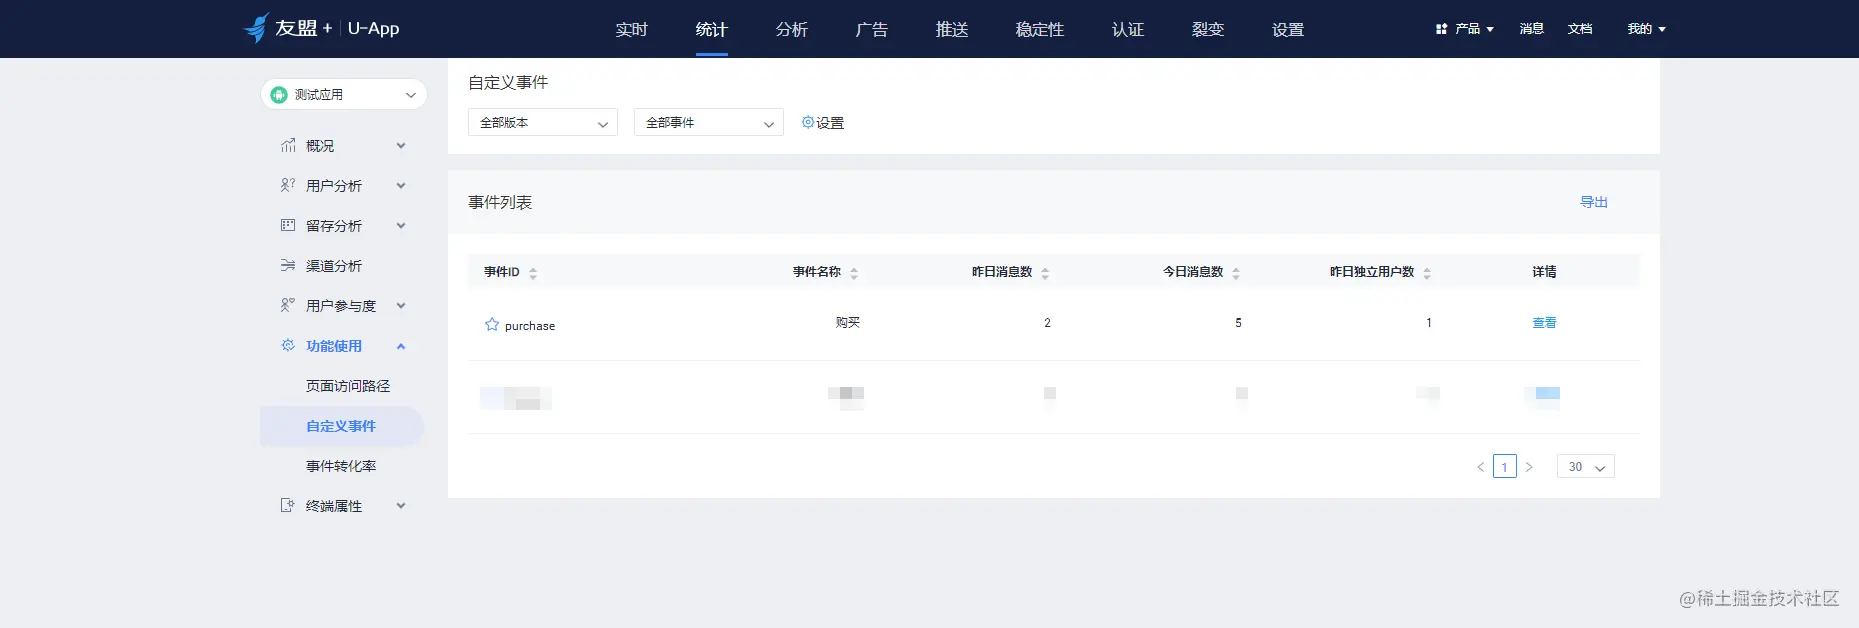 友盟+ U-App 实时 统计 分析 广告 推送 稳定性 认证 裂变 设置 产品 消息 文档 我的
测试应用
概况
用户分析
留存分析
渠道分析
用户参与度
功能使用
页面访问路径
自定义事件
事件转化率
终端属性
自定义事件
全部版本 全部事件 设置
事件列表 导出
事件ID 事件名称 昨日消息数 今日消息数 昨日独立用户数 详情
purchase 购买 2 5 1 查看
< 1 > 30
@稀土掘金技术社区